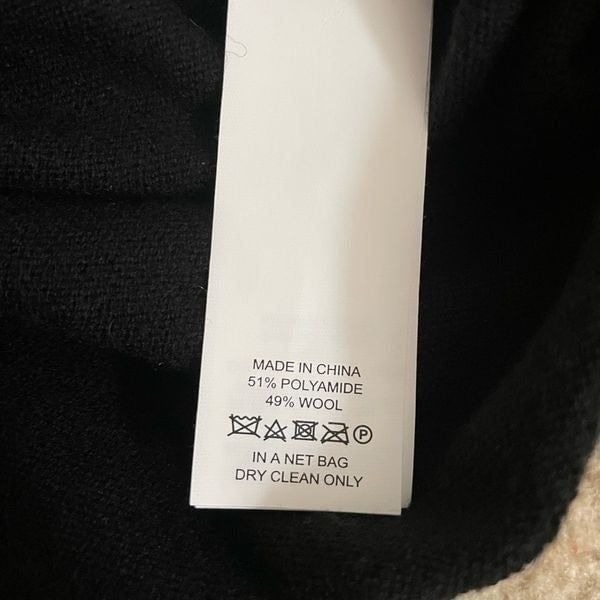 MADE IN CHINA
51% POLYAMIDE
49% WOOL
P
IN A NET BAG
DRY CLEAN ONLY